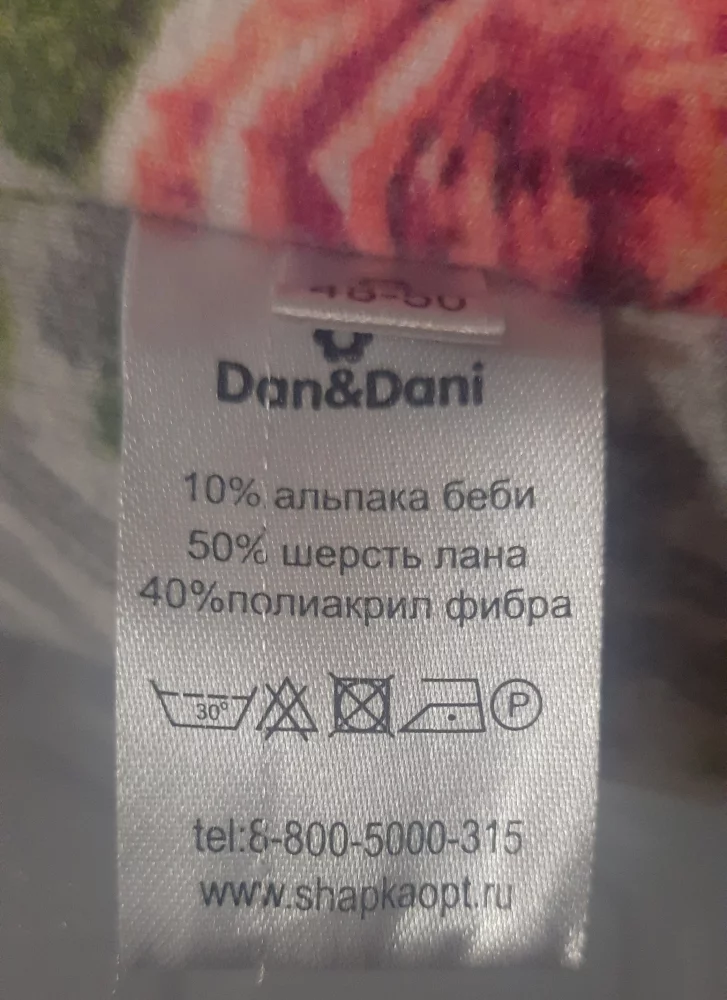 Dan&Dani
10% альпака беби
50% шерсть лана
40%полиакрил фибра
30°
P
tel:8-800-5000-315
www.shapkaopt.ru